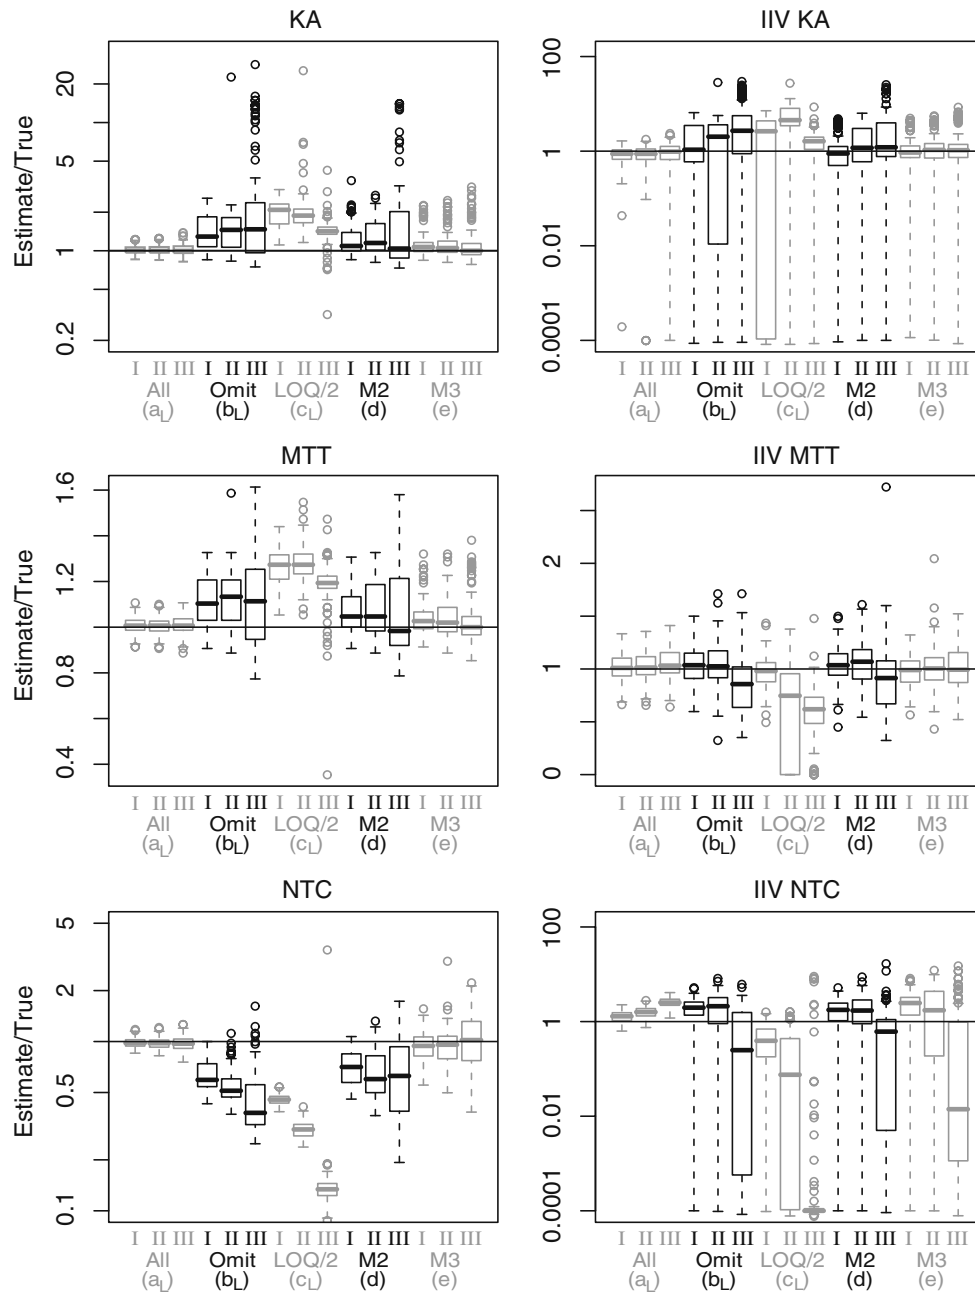 KA
IIV KA
Estimate/True
20
5
1
0.2
100
1
0.01
0.0001
I II III I II III I II III I II III I II III
All Omit LOQ/2 M2 M3
(aL) (bL) (cL) (d) (e)
I II III I II III I II III I II III I II III
All Omit LOQ/2 M2 M3
(aL) (bL) (cL) (d) (e)
MTT
IIV MTT
Estimate/True
1.6
1.2
0.8
0.4
2
1
0
I II III I II III I II III I II III I II III
All Omit LOQ/2 M2 M3
(aL) (bL) (cL) (d) (e)
I II III I II III I II III I II III I II III
All Omit LOQ/2 M2 M3
(aL) (bL) (cL) (d) (e)
NTC
IIV NTC
Estimate/True
5
2
0.5
0.1
100
1
0.01
0.0001
I II III I II III I II III I II III I II III
All Omit LOQ/2 M2 M3
(aL) (bL) (cL) (d) (e)
I II III I II III I II III I II III I II III
All Omit LOQ/2 M2 M3
(aL) (bL) (cL) (d) (e)